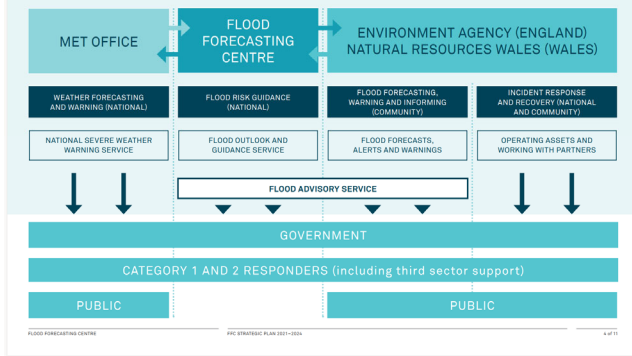 MET OFFICE
FLOOD
FORECASTING
CENTRE
ENVIRONMENT AGENCY (ENGLAND)
NATURAL RESOURCES WALES (WALES)
WEATHER FORECASTING
AND WARNING (NATIONAL)
FLOOD RISK GUIDANCE
(NATIONAL)
FLOOD FORECASTING,
WARNING AND INFORMING
(COMMUNITY)
INCIDENT RESPONSE
AND RECOVERY (NATIONAL
AND COMMUNITY)
NATIONAL SEVERE WEATHER
WARNING SERVICE
FLOOD OUTLOOK AND
GUIDANCE SERVICE
FLOOD FORECASTS,
ALERTS AND WARNINGS
OPERATING ASSETS AND
WORKING WITH PARTNERS
FLOOD ADVISORY SERVICE
GOVERNMENT
CATEGORY 1 AND 2 RESPONDERS (including third sector support)
PUBLIC
PUBLIC
FLOOD FORECASTING CENTRE
FFC STRATEGIC PLAN 2021—2024
4 of 11